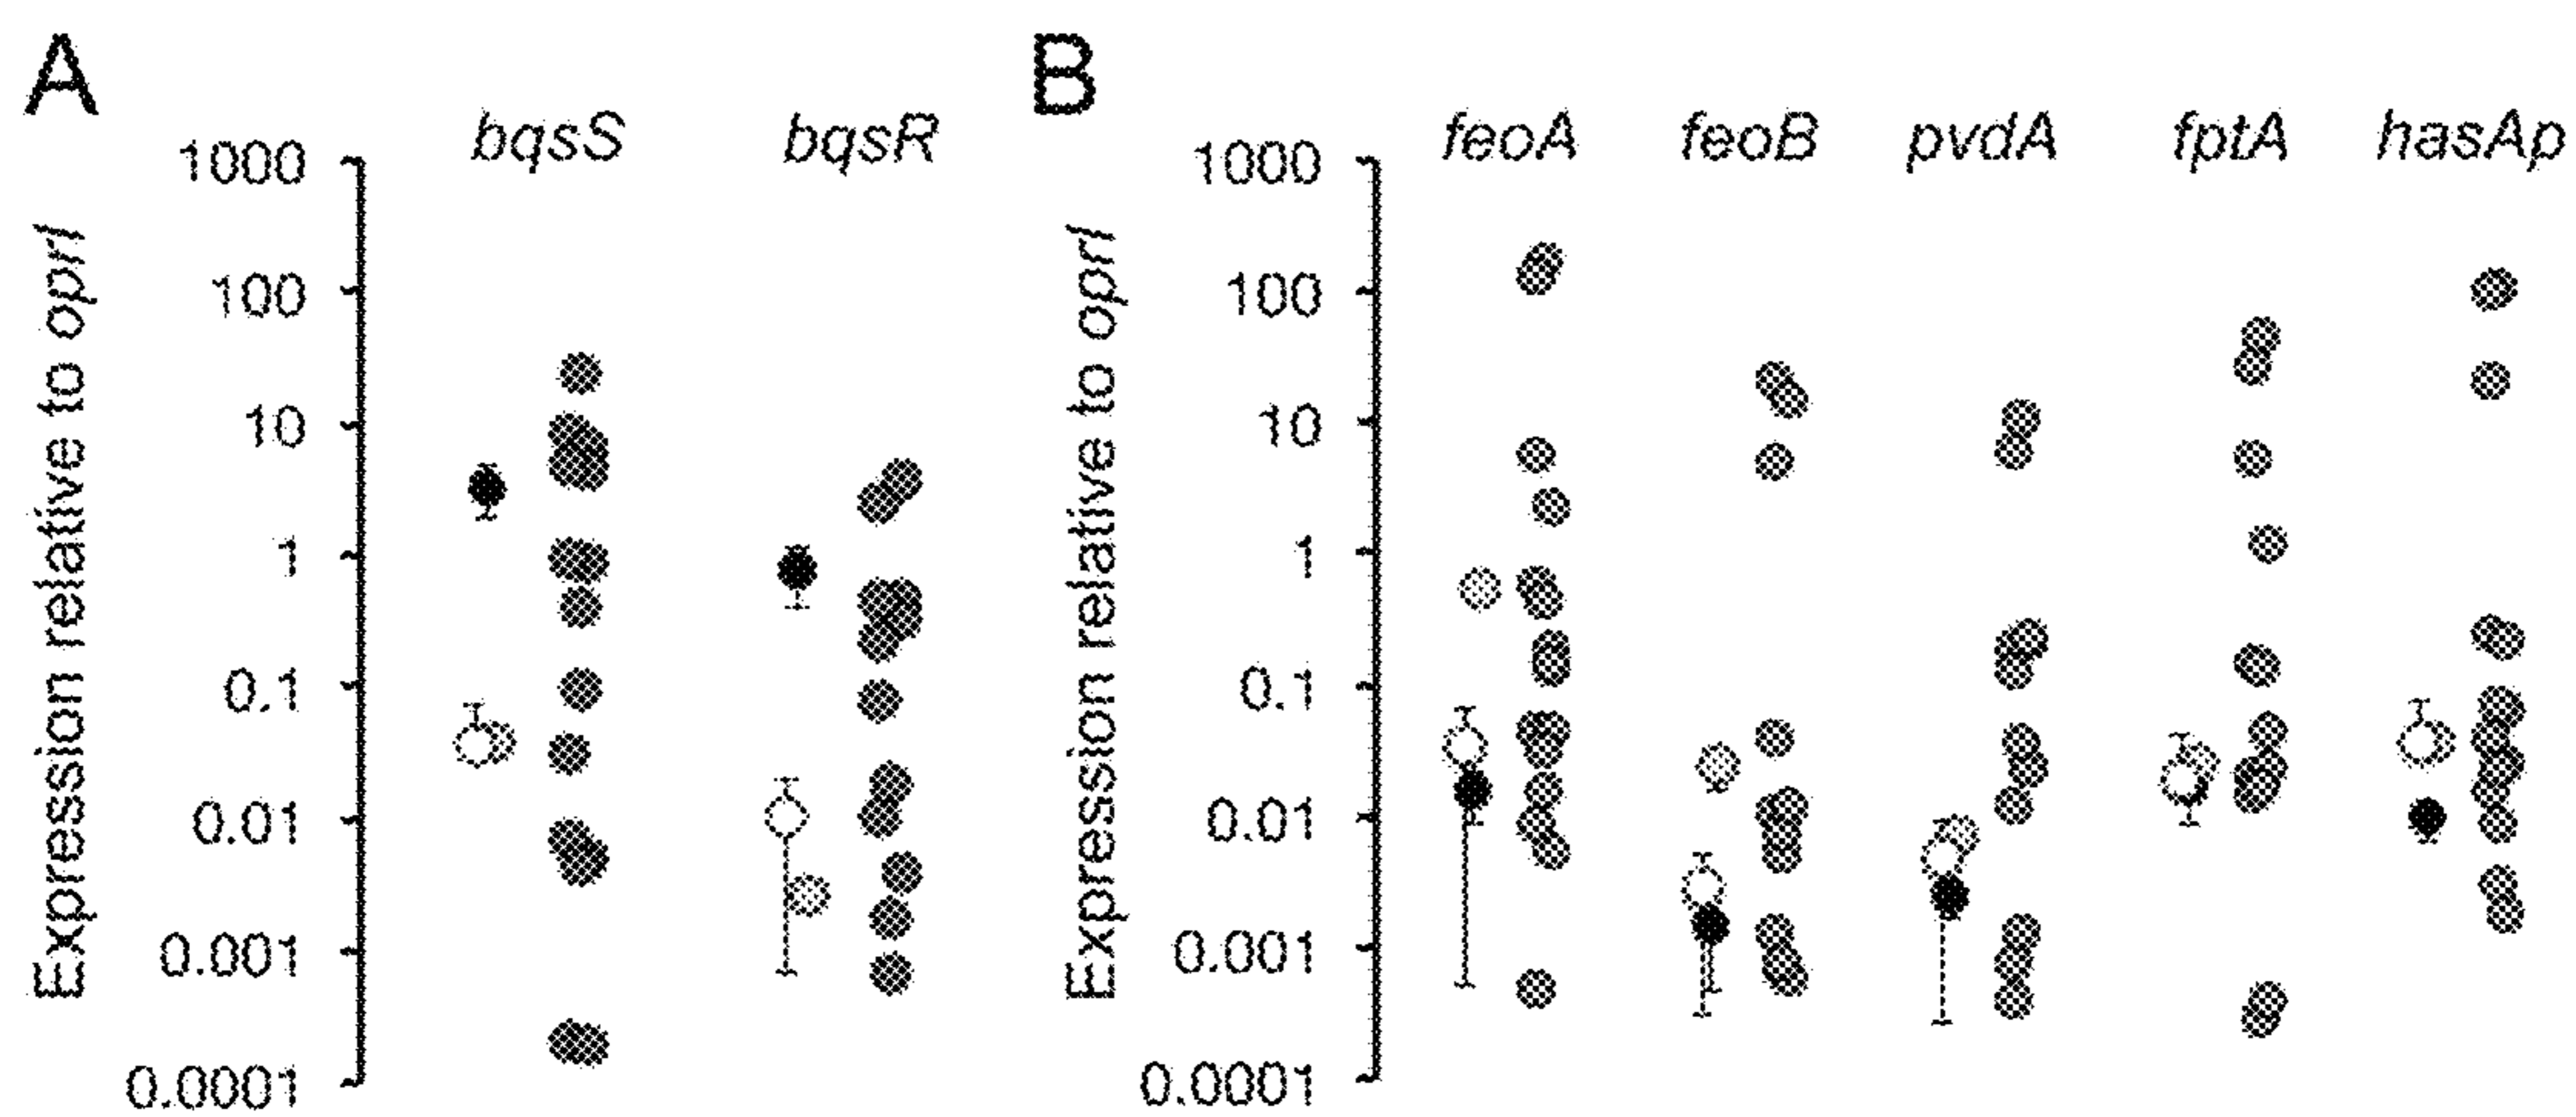 A
bqsS bqsR
1000
100
10
1
0.1
0.01
0.001
0.0001
Expression relative to oprI
B
feoA feoB pvdA fptA hasAp
1000
100
10
1
0.1
0.01
0.001
0.0001
Expression relative to oprI